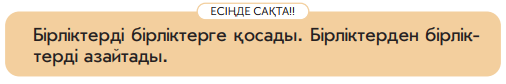 ЕСІҢДЕ САҚТА!!
Бірліктерді бірліктерге қосады. Бірліктерден бірлік-
терді азайтады.